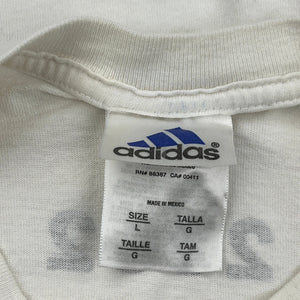 adidas
RN# 88387 CA# 00411
MADE IN MEXICO
SIZE TALLA
L G
TAILLE TAM
G G